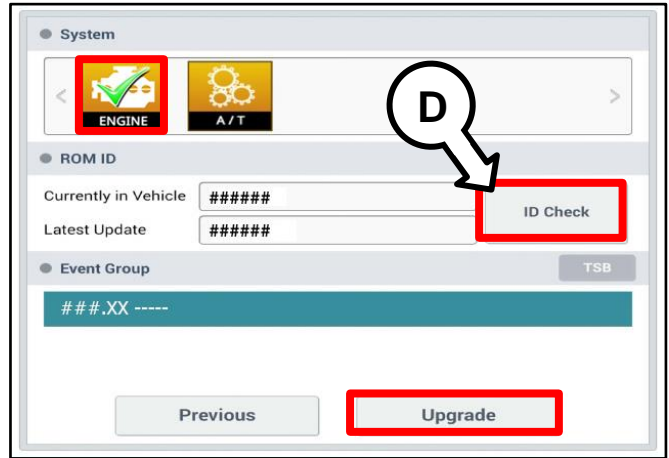 System
<
ENGINE
A/T
D
>
ROM ID
Currently in Vehicle ######
ID Check
Latest Update ######
Event Group TSB
###.XX -----
Previous Upgrade